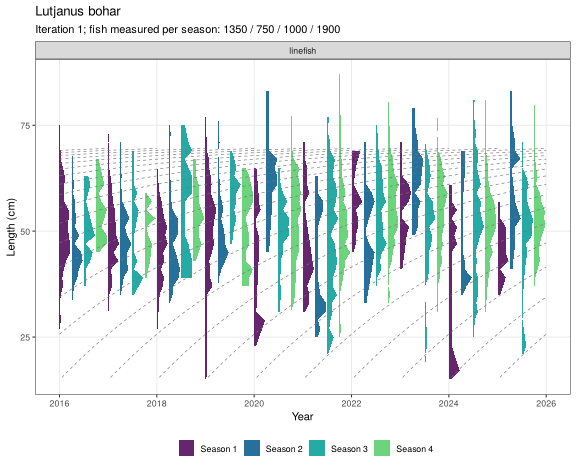 Lutjanus bohar
Iteration 1; fish measured per season: 1350 / 750 / 1000 / 1900
linefish
Length (cm)
75
50
25
2016
2018
2020
2022
2024
2026
Year
Season 1
Season 2
Season 3
Season 4